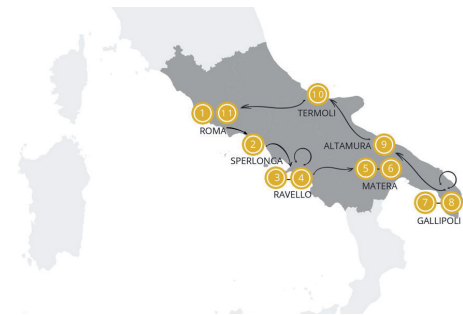 10
1 11
TERMOLI
ROMA
2
ALTAMURA 9
SPERLONGA
3 4
5 6
RAVELLO
MATERA
7 8
GALLIPOLI